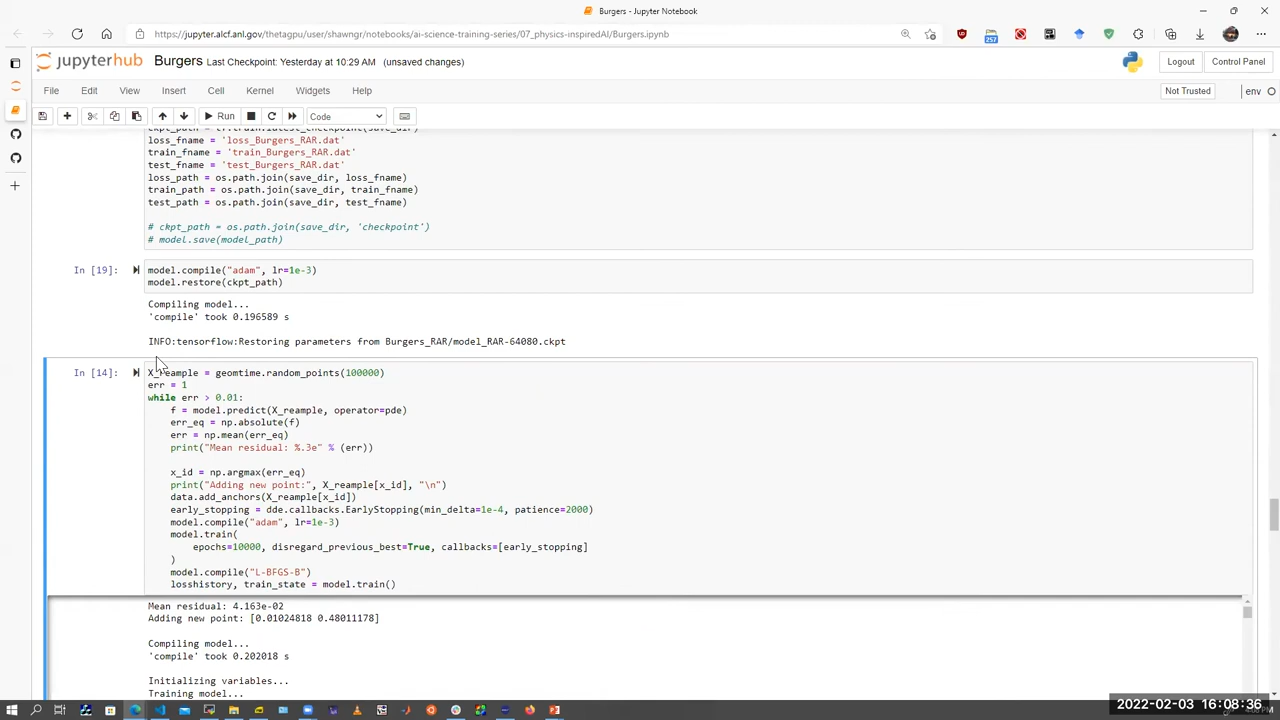 Burgers - Jupyter Notebook
https://jupyter.alcf.anl.gov/thetagpu/user/shawngr/notebooks/ai-science-training-series/07_physics-inspiredAI/Burgers.ipynb
257
jupyterhub Burgers Last Checkpoint: Yesterday at 10:29 AM (unsaved changes)
Logout Control Panel
File Edit View Insert Cell Kernel Widgets Help
Not Trusted env
Run Code
ckpt_path = tf.train.latest_checkpoint(save_dir)
loss_fname = 'loss_Burgers_RAR.dat'
train_fname = 'train_Burgers_RAR.dat'
test_fname = 'test_Burgers_RAR.dat'
loss_path = os.path.join(save_dir, loss_fname)
train_path = os.path.join(save_dir, train_fname)
test_path = os.path.join(save_dir, test_fname)
# ckpt_path = os.path.join(save_dir, 'checkpoint')
# model.save(model_path)
In [19]: model.compile("adam", lr=1e-3)
model.restore(ckpt_path)
Compiling model...
'compile' took 0.196589 s
INFO:tensorflow:Restoring parameters from Burgers_RAR/model_RAR-64080.ckpt
In [14]: X_reample = geomtime.random_points(100000)
err = 1
while err > 0.01:
f = model.predict(X_reample, operator=pde)
err_eq = np.absolute(f)
err = np.mean(err_eq)
print("Mean residual: %.3e" % (err))
x_id = np.argmax(err_eq)
print("Adding new point:", X_reample[x_id], "\n")
data.add_anchors(X_reample[x_id])
early_stopping = dde.callbacks.EarlyStopping(min_delta=1e-4, patience=2000)
model.compile("adam", lr=1e-3)
model.train(
epochs=10000, disregard_previous_best=True, callbacks=[early_stopping]
)
model.compile("L-BFGS-B")
losshistory, train_state = model.train()
Mean residual: 4.163e-02
Adding new point: [0.01024818 0.48011178]
Compiling model...
'compile' took 0.202018 s
Initializing variables...
Training model...
2022-02-03 16:08:36